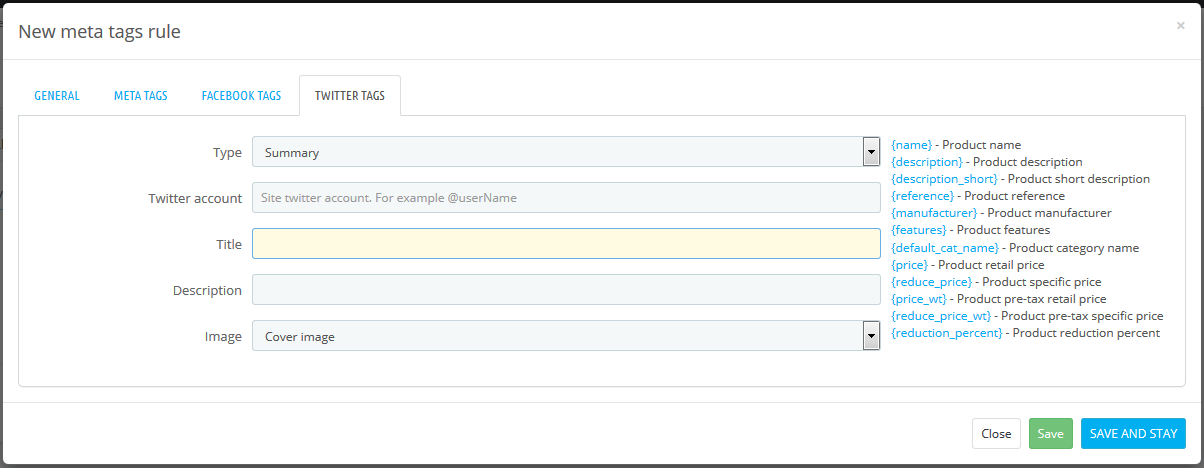 New meta tags rule
×
GENERAL META TAGS FACEBOOK TAGS TWITTER TAGS
Type Summary
Twitter account Site twitter account. For example @userName
Title
Description
Image Cover image
{name} - Product name
{description} - Product description
{description_short} - Product short description
{reference} - Product reference
{manufacturer} - Product manufacturer
{features} - Product features
{default_cat_name} - Product category name
{price} - Product retail price
{reduce_price} - Product specific price
{price_wt} - Product pre-tax retail price
{reduce_price_wt} - Product pre-tax specific price
{reduction_percent} - Product reduction percent
Close Save SAVE AND STAY